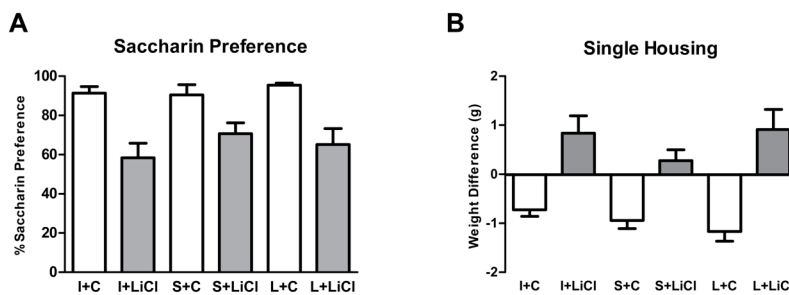 A
Saccharin Preference
% Saccharin Preference
100
80
60
40
20
0
I+C I+LiCl S+C S+LiCl L+C L+LiCl
B
Single Housing
Weight Difference (g)
2
1
0
-1
-2
I+C I+LiCl S+C S+LiCl L+C L+LiC